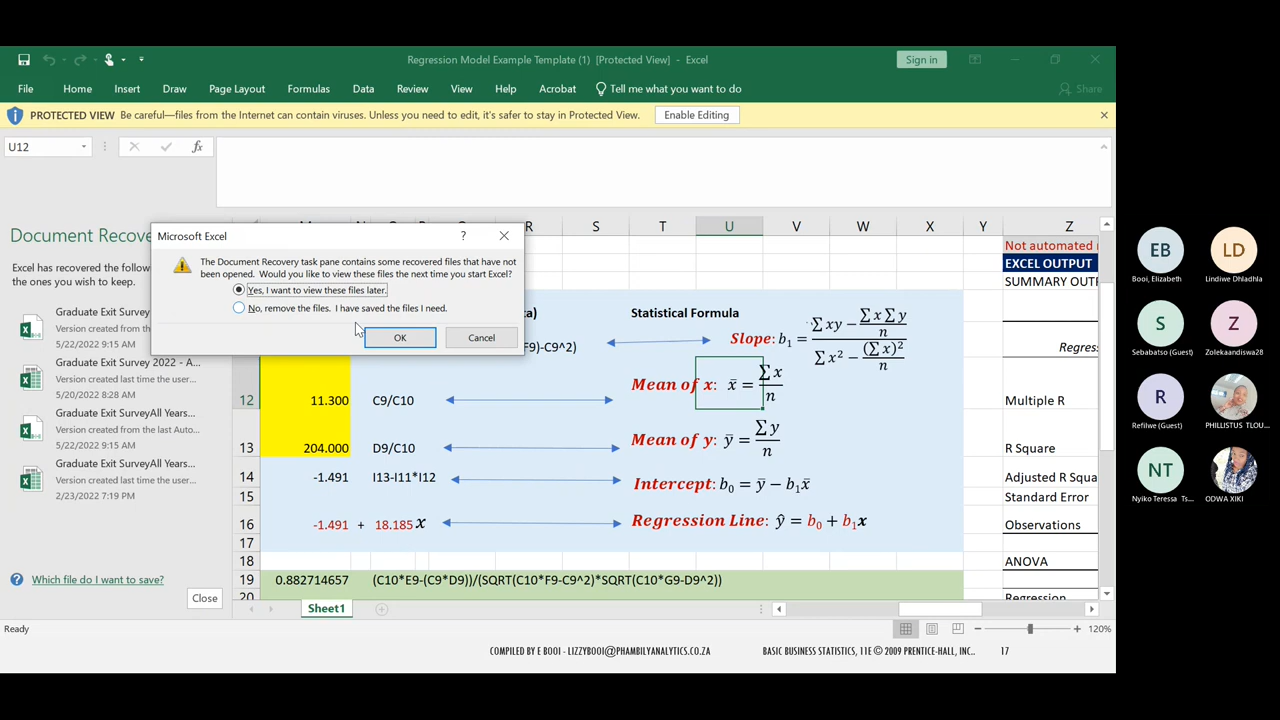 Regression Model Example Template (1) [Protected View] - Excel
Sign in
File Home Insert Draw Page Layout Formulas Data Review View Help Acrobat Tell me what you want to do Share
PROTECTED VIEW Be careful—files from the Internet can contain viruses. Unless you need to edit, it's safer to stay in Protected View. Enable Editing
U12 fx
R S T U V W X Y Z
Document Recove
Excel has recovered the follow
you wish to keep.
Graduate Exit Survey
Version created from the
5/22/2022 9:15 AM
Graduate Exit Survey 2022 - A...
Version created last time the user...
5/20/2022 8:28 AM
Graduate Exit SurveyAll Years...
Version created from the last Auto...
5/22/2022 9:15 AM
Graduate Exit SurveyAll Years...
Version created last time the user...
2/23/2022 7:19 PM
Which file do I want to save?
Close
Microsoft Excel ?
The Document Recovery task pane contains some recovered files that have not
been opened. Would you like to view these files the next time you start Excel?
Yes, I want to view these files later.
No, remove the files. I have saved the files I need.
OK Cancel
Not automated
EXCEL OUTPUT
SUMMARY OUTP
Statistical Formula
F9)-C9^2) Slope: b₁ = (∑xy − (∑x∑y)/n) / (∑x² − (∑x)²/n)
Regres
12 11.300 C9/C10 Mean of x: x̄ = ∑x/n Multiple R
13 204.000 D9/C10 Mean of y: ȳ = ∑y/n R Square
14 -1.491 I13-I11*I12 Intercept: b₀ = ȳ − b₁x̄ Adjusted R Squa
15 Standard Error
16 -1.491 + 18.185 x Regression Line: ŷ = b₀ + b₁x Observations
17
18 ANOVA
19 0.882714657 (C10*E9-(C9*D9))/(SQRT(C10*F9-C9^2)*SQRT(C10*G9-D9^2))
20 Regression
Sheet1
Ready 120%
COMPILED BY E BOOI - LIZZYBOOI@PHAMBILYANALYTICS.CO.ZA BASIC BUSINESS STATISTICS, 11E © 2009 PRENTICE-HALL, INC.. 17
EB LD
Booi, Elizabeth Lindiwe Dhladhla
S Z
Sebabatso (Guest) Zolekaandiswa28
R
Refilwe (Guest) PHILLISTUS TLOU...
NT
Nyiko Teressa Ts... ODWA XIKI